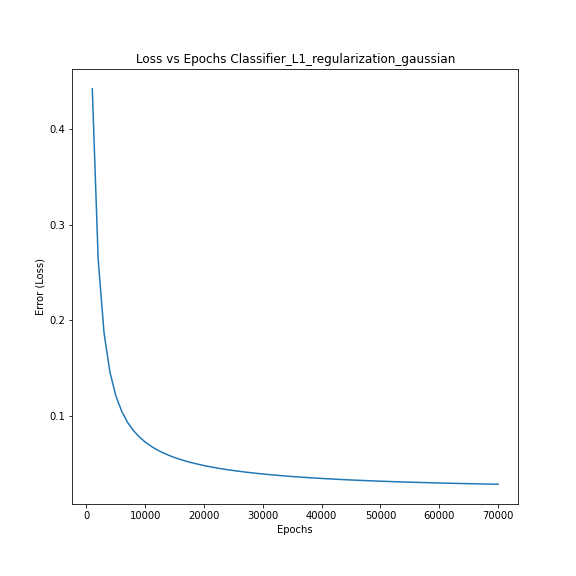 Loss vs Epochs Classifier_L1_regularization_gaussian
0.4
0.3
0.2
0.1
Error (Loss)
0 10000 20000 30000 40000 50000 60000 70000
Epochs